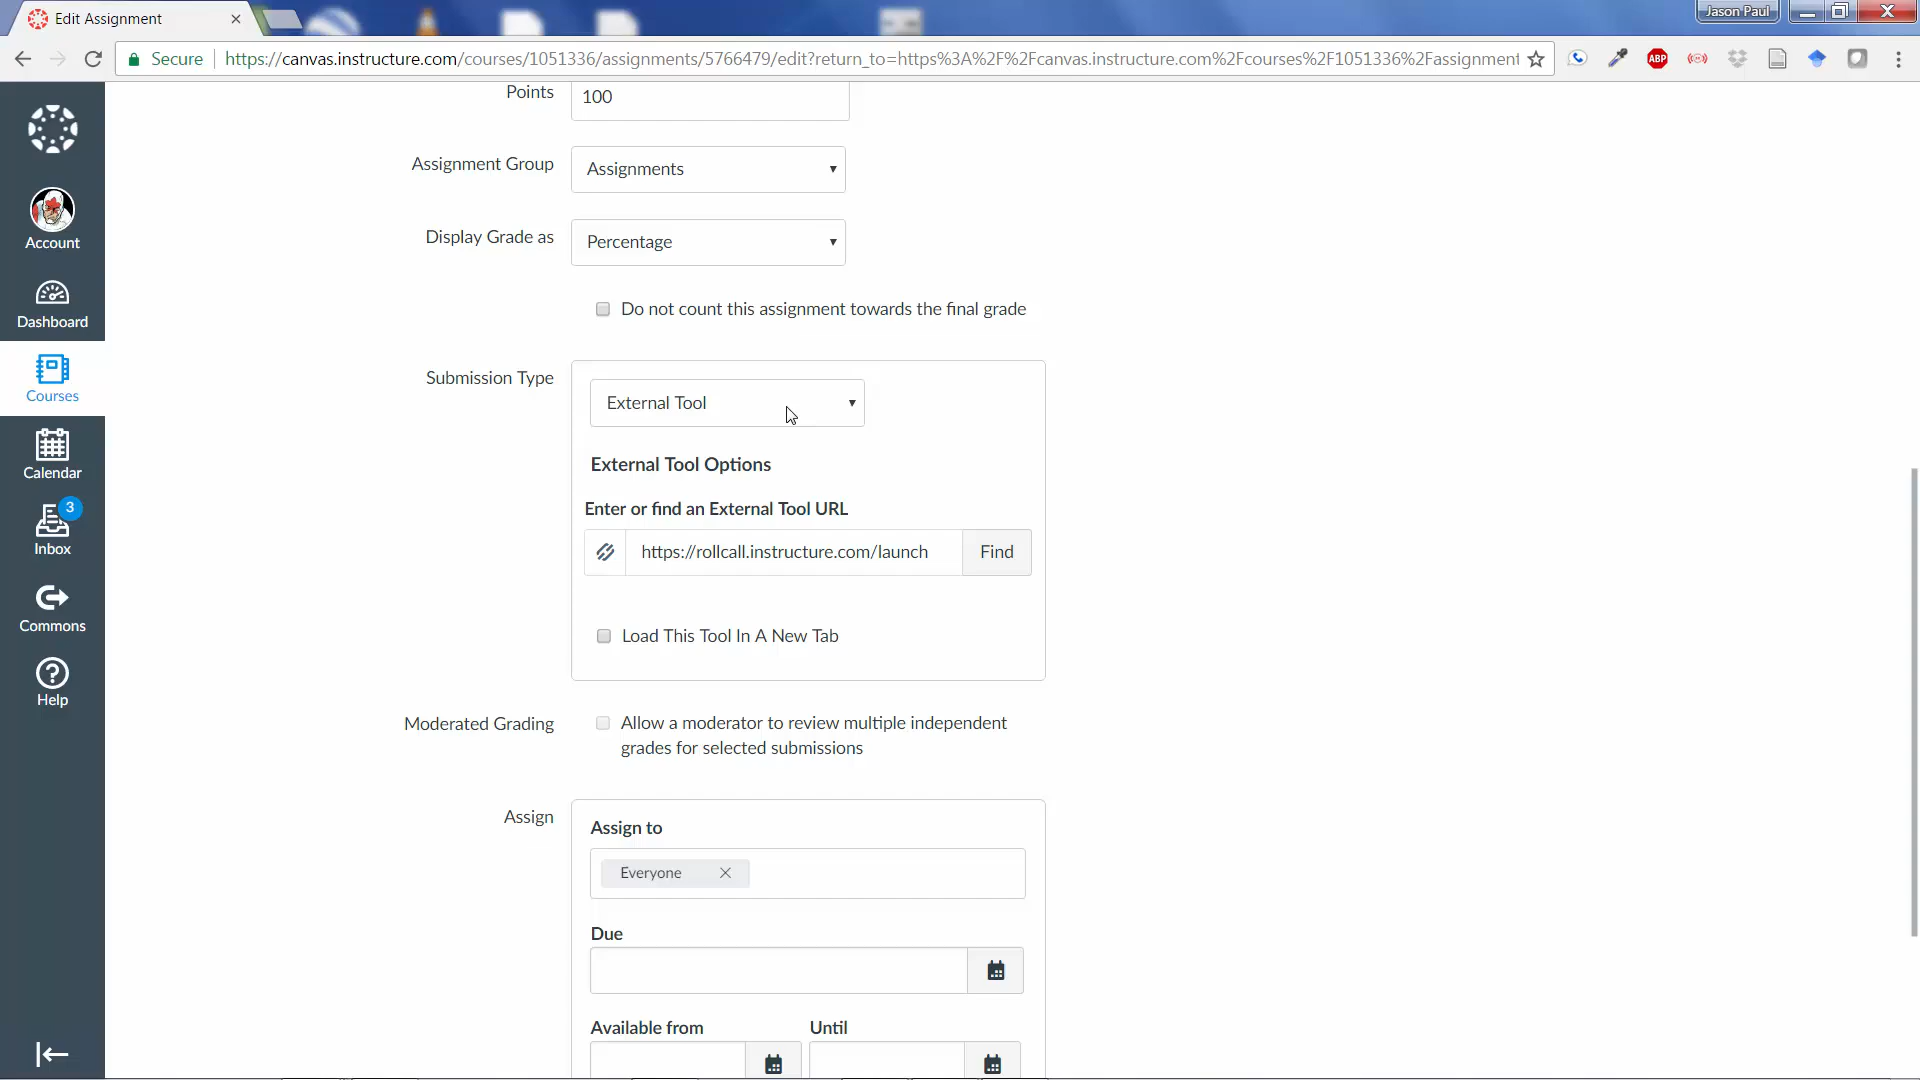 Edit Assignment
Jason Paul
Secure
https://canvas.instructure.com/courses/1051336/assignments/5766479/edit?return_to=https%3A%2F%2Fcanvas.instructure.com%2Fcourses%2F1051336%2Fassignment
ABP
Points
100
Assignment Group
Assignments
Display Grade as
Percentage
Do not count this assignment towards the final grade
Submission Type
External Tool
External Tool Options
Enter or find an External Tool URL
https://rollcall.instructure.com/launch
Find
Load This Tool In A New Tab
Moderated Grading
Allow a moderator to review multiple independent
grades for selected submissions
Assign
Assign to
Everyone
Due
Available from
Until
Account
Dashboard
Courses
Calendar
3
Inbox
Commons
Help